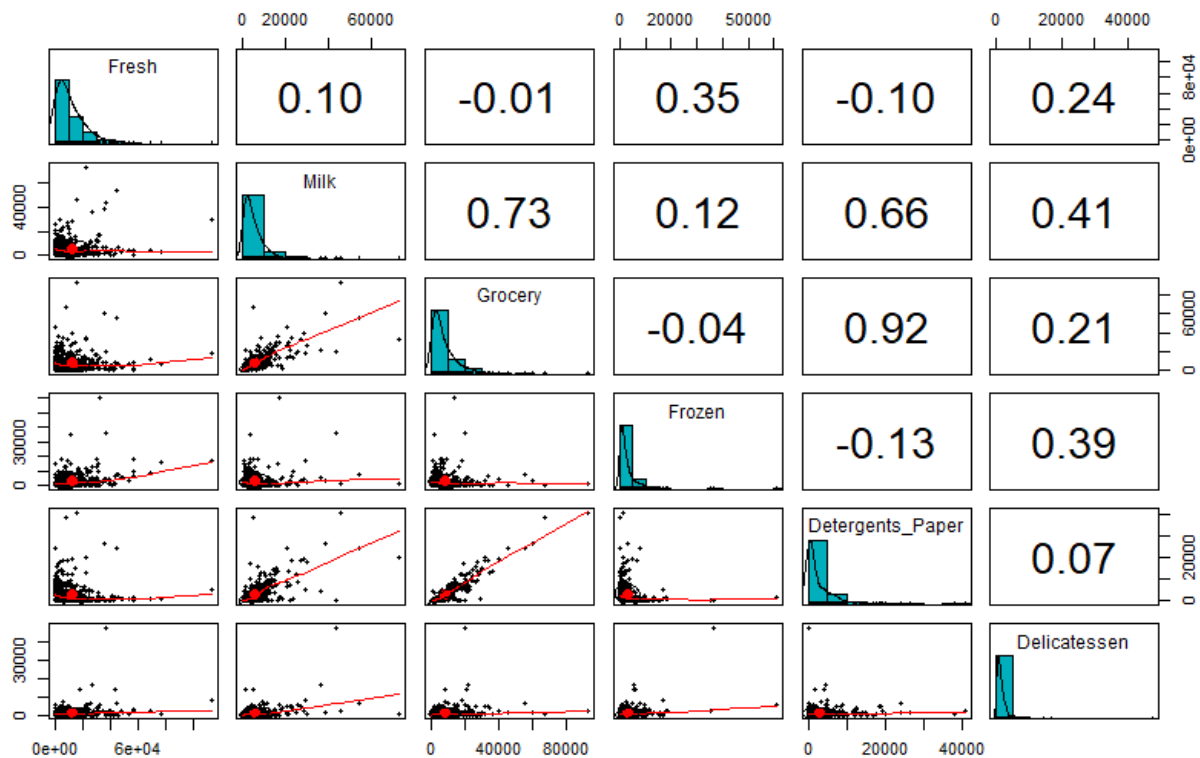 0 20000 60000 0 20000 50000 0 20000 40000
Fresh 0.10 -0.01 0.35 -0.10 0.24 0e+00 8e+04
0 40000 Milk 0.73 0.12 0.66 0.41
Grocery -0.04 0.92 0.21 0 60000
0 30000 Frozen -0.13 0.39
Detergents_Paper 0.07 0 20000
0 30000 Delicatessen
0e+00 6e+04 0 40000 80000 0 20000 40000